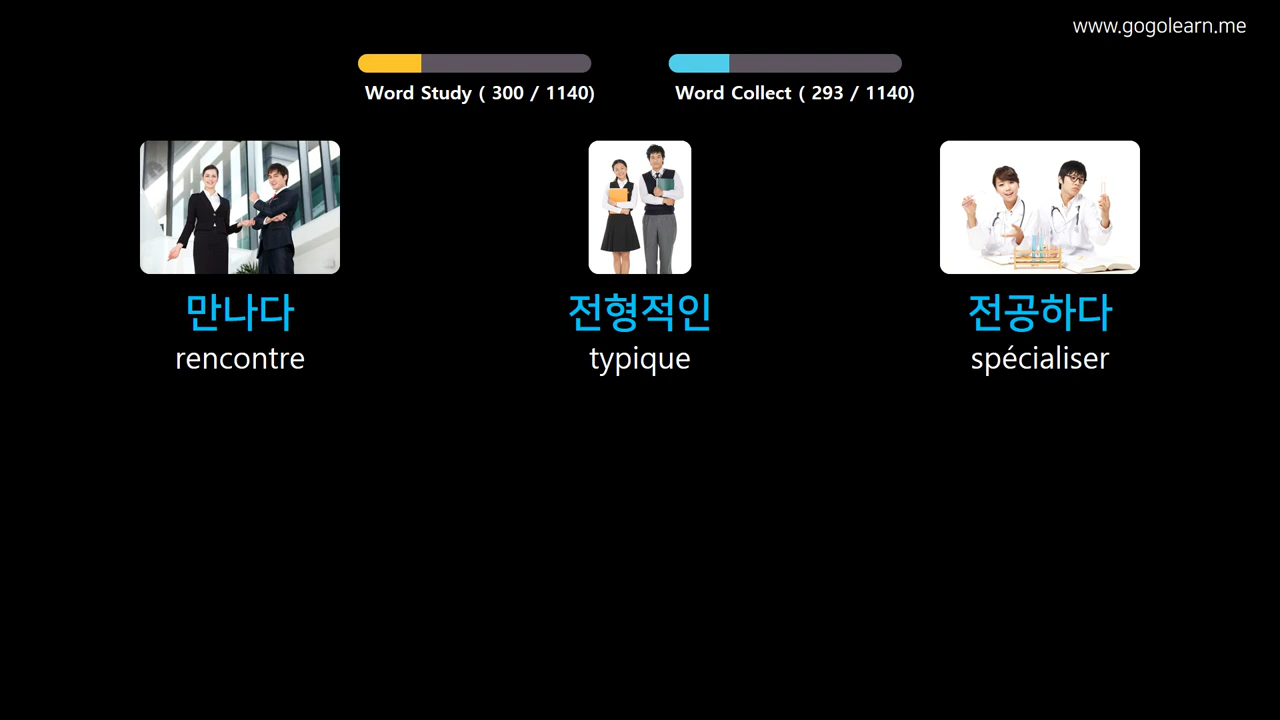 www.gogolearn.me
Word Study ( 300 / 1140)
Word Collect ( 293 / 1140)
만나다
rencontre
전형적인
typique
전공하다
spécialiser